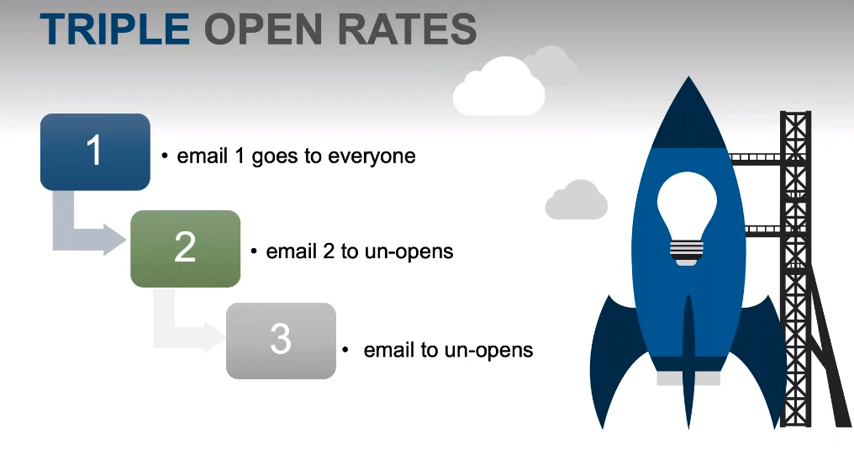 TRIPLE OPEN RATES
1
• email 1 goes to everyone
2
• email 2 to un-opens
3
• email to un-opens